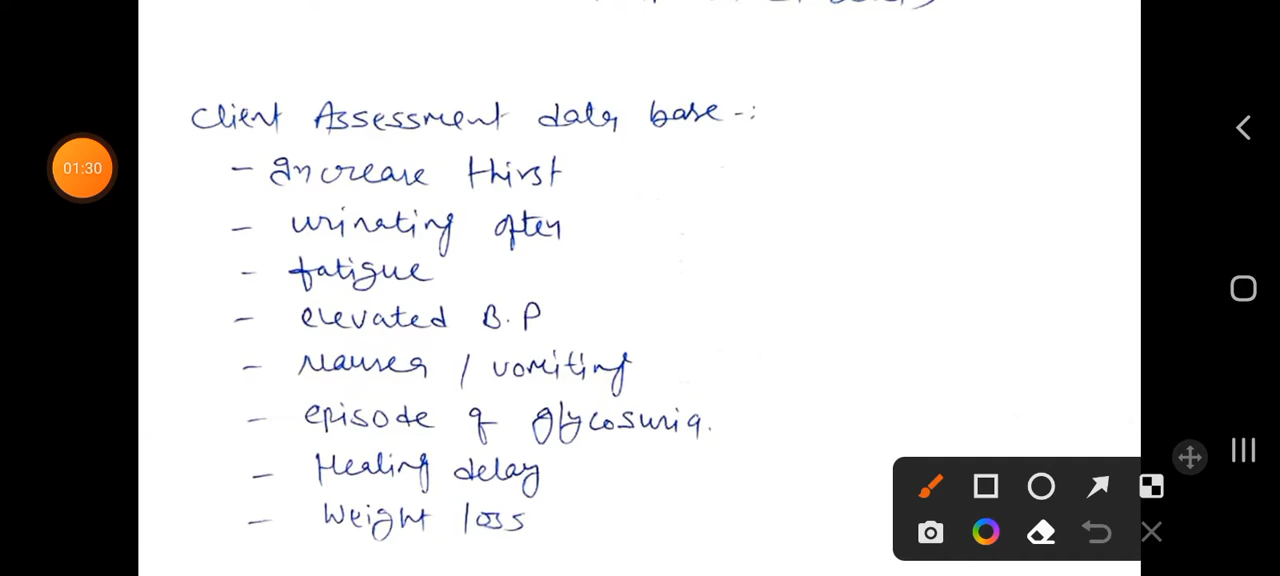 Client Assessment data base -:
- Increase thirst
- urinating often
- fatigue
- elevated B.P
- Nausea / vomiting
- episode of glycosuria.
- Healing delay
- Weight loss
01:30